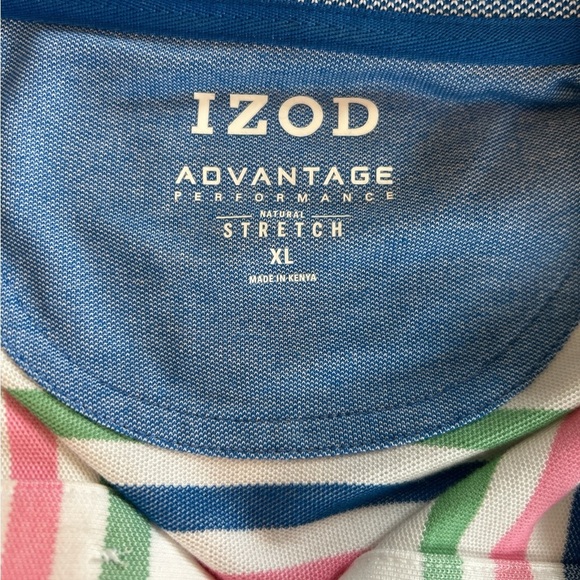 IZOD
ADVANTAGE
PERFORMANCE
NATURAL
STRETCH
XL
MADE IN KENYA